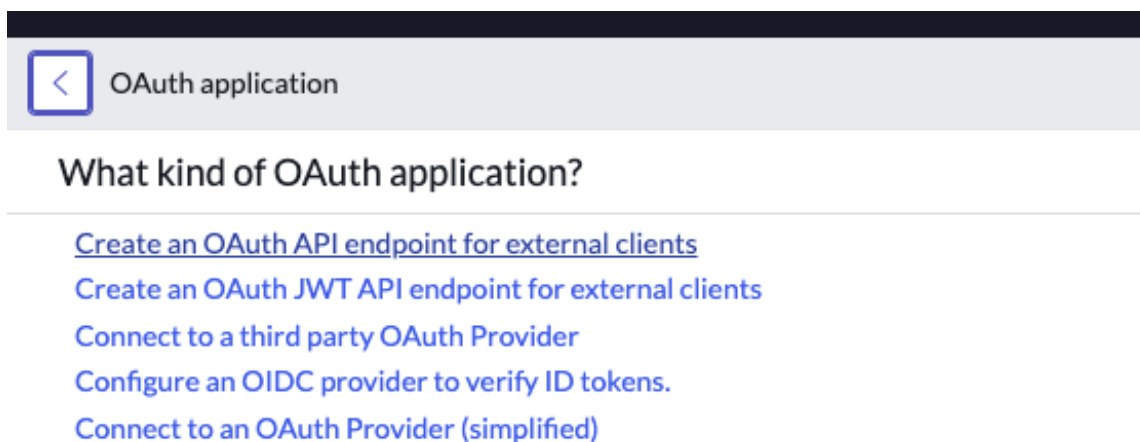 OAuth application
What kind of OAuth application?
Create an OAuth API endpoint for external clients
Create an OAuth JWT API endpoint for external clients
Connect to a third party OAuth Provider
Configure an OIDC provider to verify ID tokens.
Connect to an OAuth Provider (simplified)